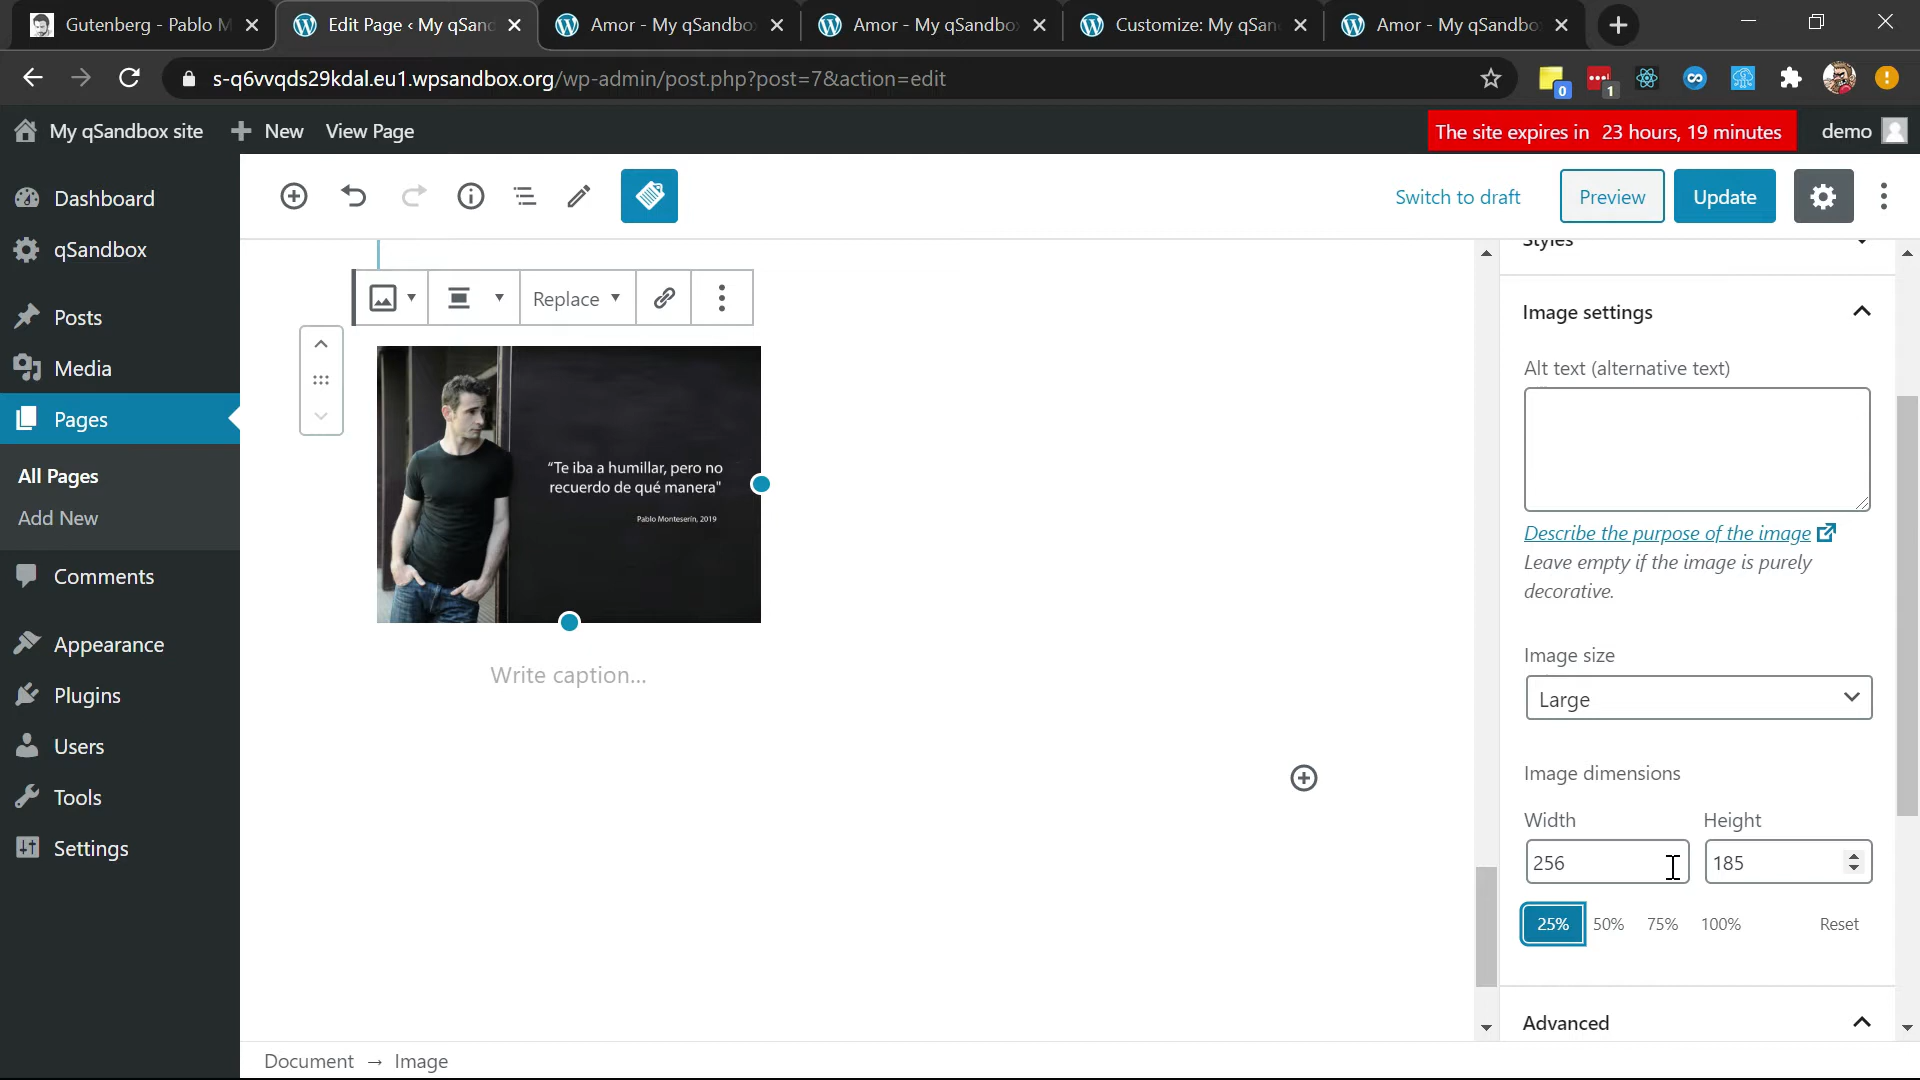 Gutenberg - Pablo M
Edit Page ‹ My qSand
Amor - My qSandbox
Amor - My qSandbox
Customize: My qSan
Amor - My qSandbo
s-q6vvqds29kdal.eu1.wpsandbox.org/wp-admin/post.php?post=7&action=edit
0
1
My qSandbox site
New
View Page
The site expires in 23 hours, 19 minutes
demo
Dashboard
qSandbox
Posts
Media
Pages
All Pages
Add New
Comments
Appearance
Plugins
Users
Tools
Settings
Switch to draft
Preview
Update
Replace
“Te iba a humillar, pero no
recuerdo de qué manera"
Pablo Monteserín, 2019
Write caption...
Styles
Image settings
Alt text (alternative text)
Describe the purpose of the image
Leave empty if the image is purely
decorative.
Image size
Large
Image dimensions
Width
Height
256
185
25%
50%
75%
100%
Reset
Advanced
Document → Image